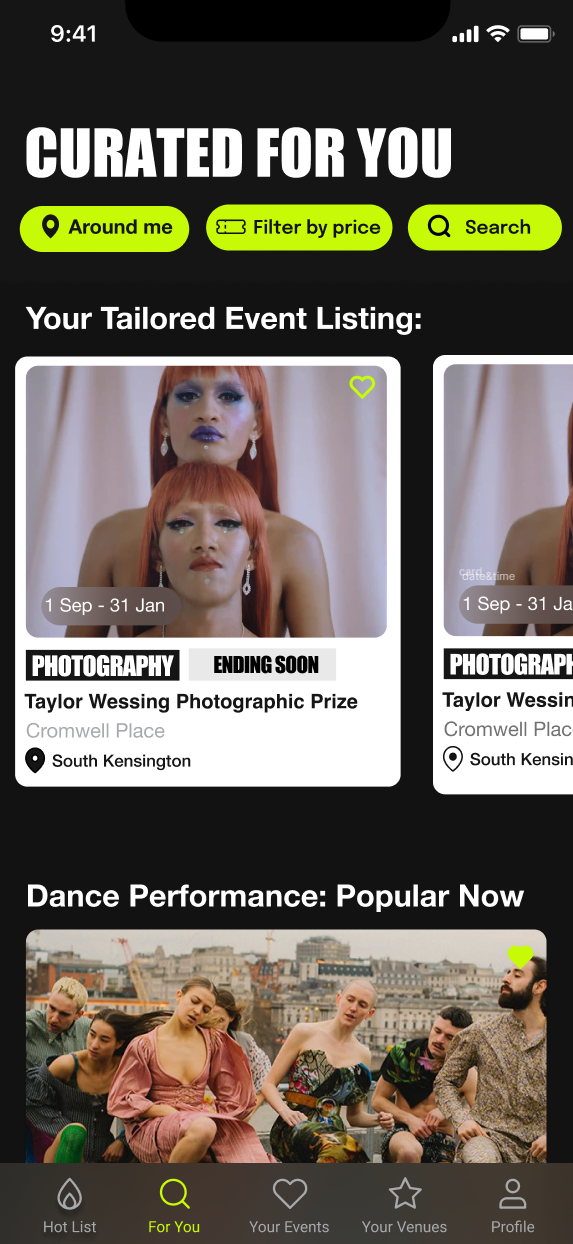 9:41
CURATED FOR YOU
Around me
Filter by price
Search
Your Tailored Event Listing:
1 Sep - 31 Jan
PHOTOGRAPHY
ENDING SOON
Taylor Wessing Photographic Prize
Cromwell Place
South Kensington
card
date&time
1 Sep - 31 Ja
PHOTOGRAPH
Taylor Wessin
Cromwell Plac
South Kensin
Dance Performance: Popular Now
Hot List
For You
Your Events
Your Venues
Profile